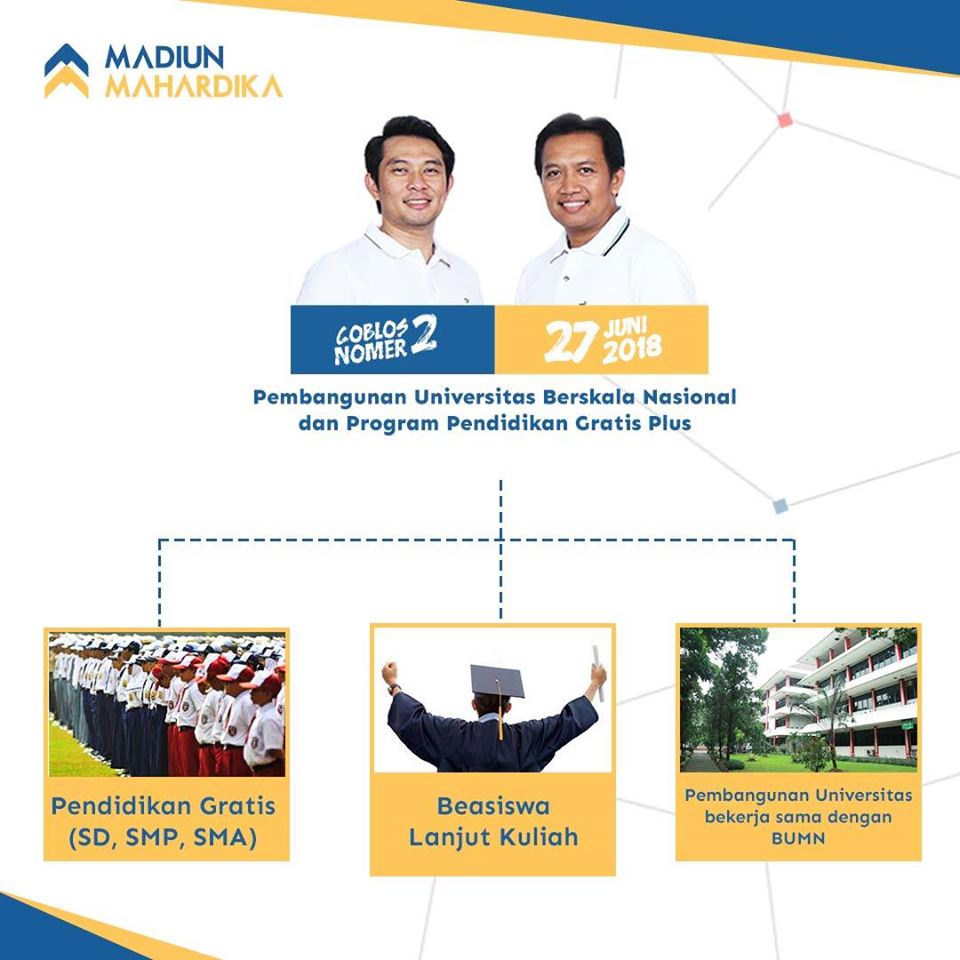 MADIUN
MAHARDIKA
COBLOS
NOMER 2
27 JUNI
2018
Pembangunan Universitas Berskala Nasional
dan Program Pendidikan Gratis Plus
Pendidikan Gratis
(SD, SMP, SMA)
Beasiswa
Lanjut Kuliah
Pembangunan Universitas
bekerja sama dengan
BUMN